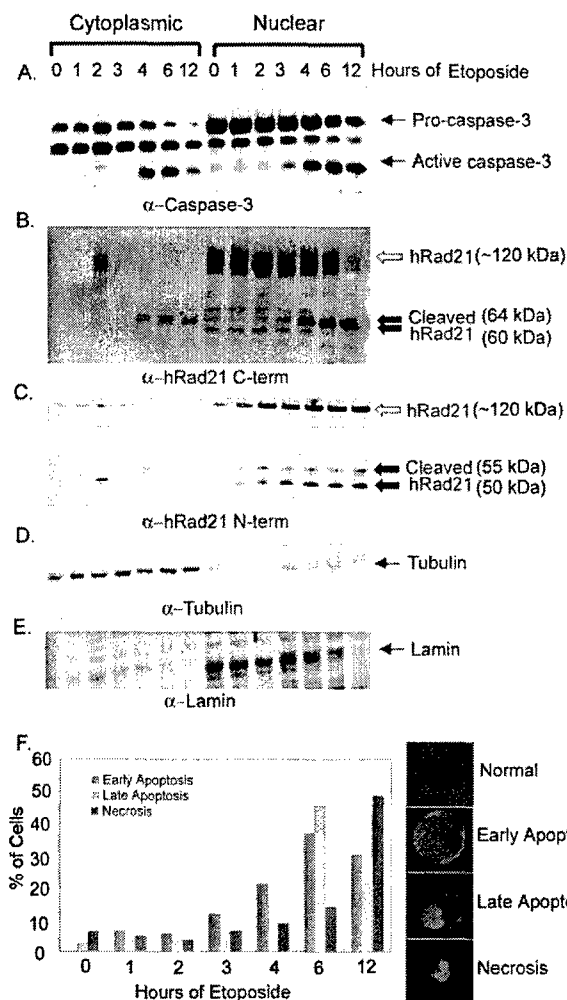 Cytoplasmic Nuclear
A. 0 1 2 3 4 6 12 0 1 2 3 4 6 12 Hours of Etoposide
Pro-caspase-3
Active caspase-3
α-Caspase-3
B.
hRad21 (~120 kDa)
Cleaved (64 kDa)
hRad21 (60 kDa)
α-hRad21 C-term
C.
hRad21 (~120 kDa)
Cleaved (55 kDa)
hRad21 (50 kDa)
α-hRad21 N-term
D.
Tubulin
α-Tubulin
E.
Lamin
α-Lamin
F.
60
50
40
30
20
10
0
% of Cells
Early Apoptosis
Late Apoptosis
Necrosis
0 1 2 3 4 6 12
Hours of Etoposide
Normal
Early Apop
Late Apopt
Necrosis